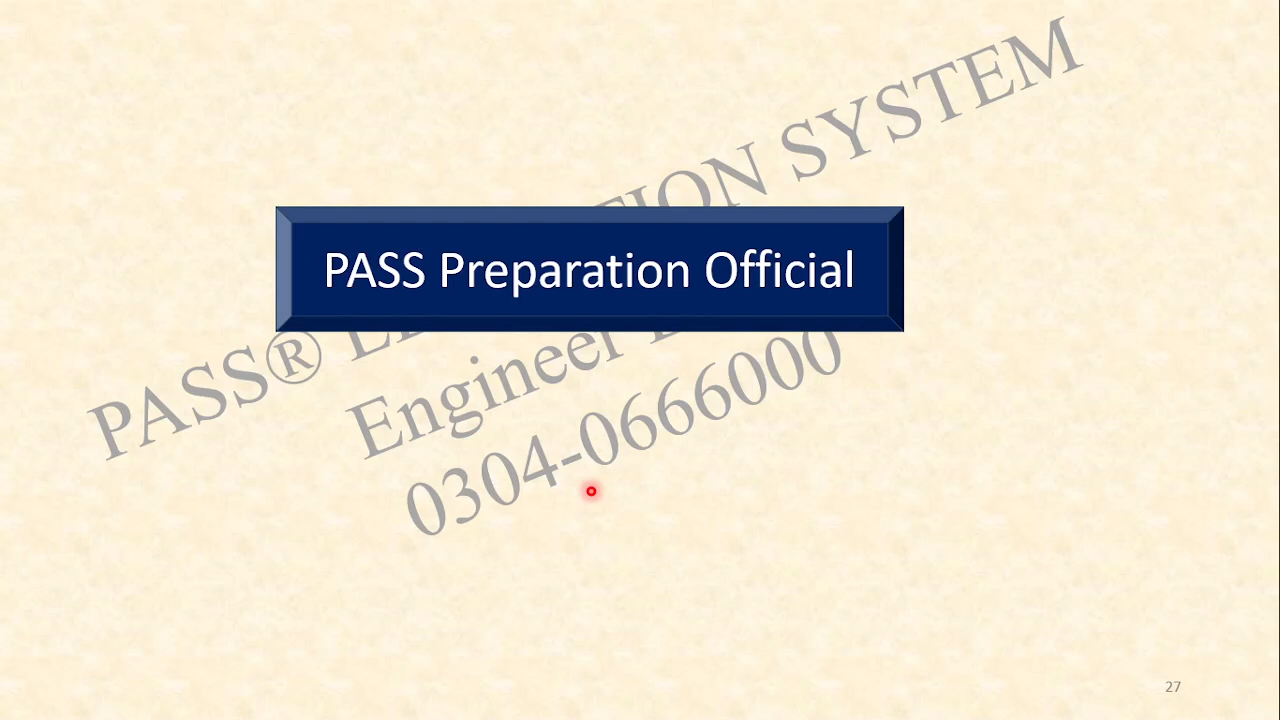 PASS Preparation Official
PASS® TION SYSTEM
Engineer
0304-0666000
27